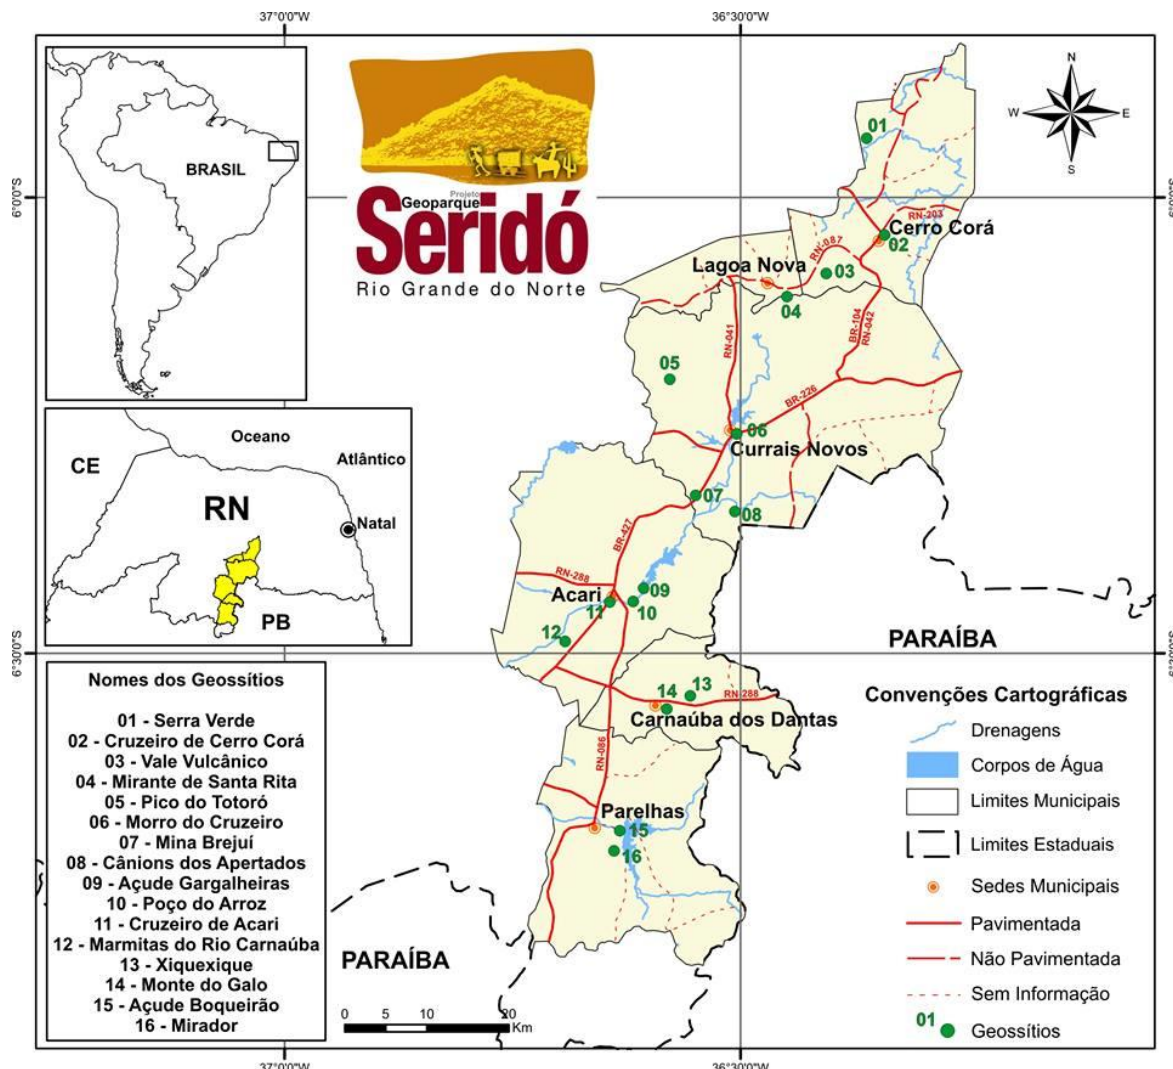 37°0'0"W
36°30'0"W
BRASIL
6°0'0"S
Projeto
Geoparque
Seridó
Rio Grande do Norte
N
W
E
S
6°0'0"S
01
RN-203
Cerro Corá
02
RN-087
Lagoa Nova
03
04
BR-104
RN-042
RN-041
05
BR-226
06
Currais Novos
07
08
BR-427
RN-288
09
Acari
11
10
12
13
14
RN-288
Carnaúba dos Dantas
RN-086
Parelhas
15
16
PARAÍBA
PARAÍBA
Oceano
Atlântico
CE
RN
Natal
PB
6°30'0"S
6°30'0"S
Nomes dos Geossítios
01 - Serra Verde
02 - Cruzeiro de Cerro Corá
03 - Vale Vulcânico
04 - Mirante de Santa Rita
05 - Pico do Totoró
06 - Morro do Cruzeiro
07 - Mina Brejuí
08 - Cânions dos Apertados
09 - Açude Gargalheiras
10 - Poço do Arroz
11 - Cruzeiro de Acari
12 - Marmitas do Rio Carnaúba
13 - Xiquexique
14 - Monte do Galo
15 - Açude Boqueirão
16 - Mirador
0 5 10 20
Km
Convenções Cartográficas
Drenagens
Corpos de Água
Limites Municipais
Limites Estaduais
Sedes Municipais
Pavimentada
Não Pavimentada
Sem Informação
01
Geossítios
37°0'0"W
36°30'0"W